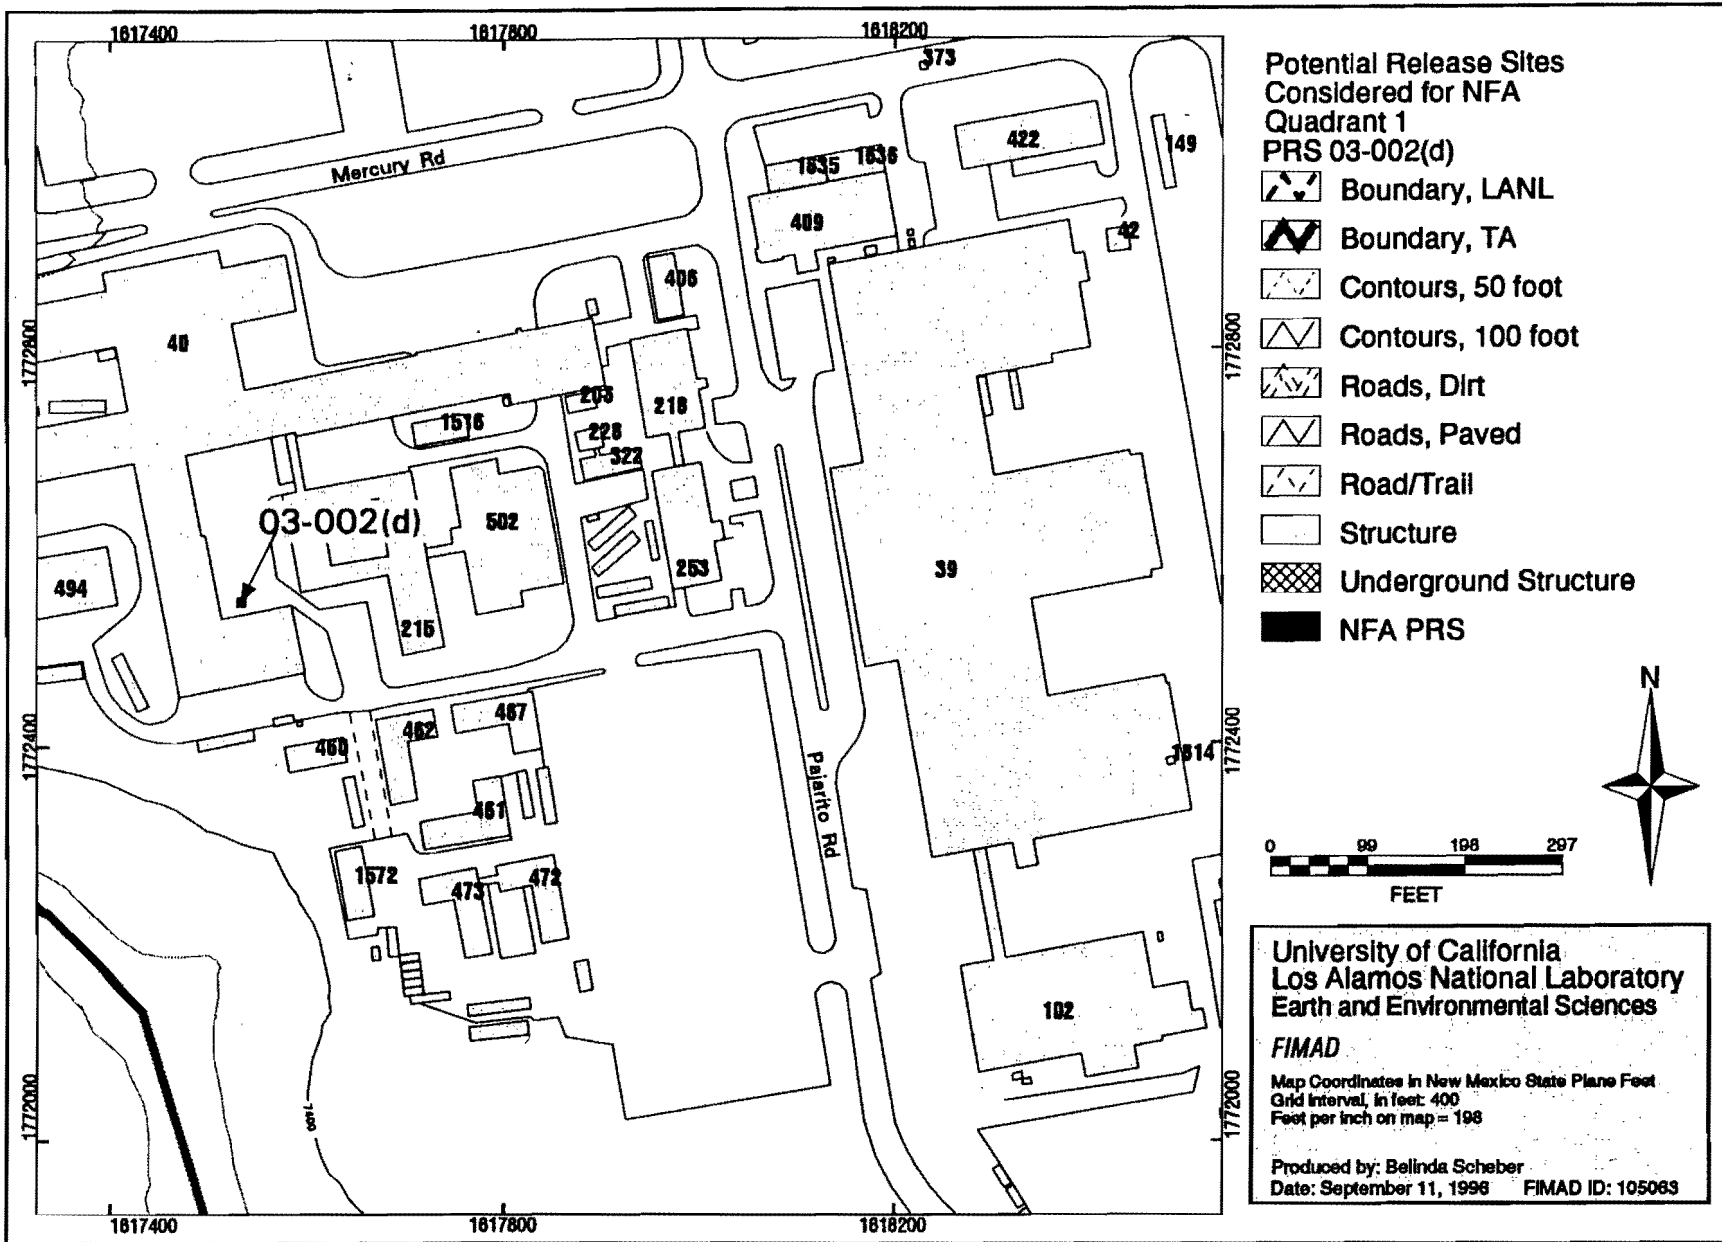 1617400
1617800
1618200
373
Potential Release Sites
Considered for NFA
Quadrant 1
PRS 03-002(d)
Boundary, LANL
Boundary, TA
Contours, 50 foot
Contours, 100 foot
Roads, Dirt
Roads, Paved
Road/Trail
Structure
Underground Structure
NFA PRS
422
149
1635
1636
Mercury Rd
409
42
406
40
1772800
1772800
203
218
1516
228
322
03-002(d)
502
253
39
494
215
467
462
460
1772400
1772400
1614
Pajarito Rd
461
1572
473
472
102
7400
1772000
1772000
1617400
1617800
1618200
N
0 99 198 297
FEET
University of California
Los Alamos National Laboratory
Earth and Environmental Sciences
FIMAD
Map Coordinates in New Mexico State Plane Feet
Grid Interval, in feet: 400
Feet per inch on map = 198
Produced by: Belinda Scheber
Date: September 11, 1996 FIMAD ID: 105063